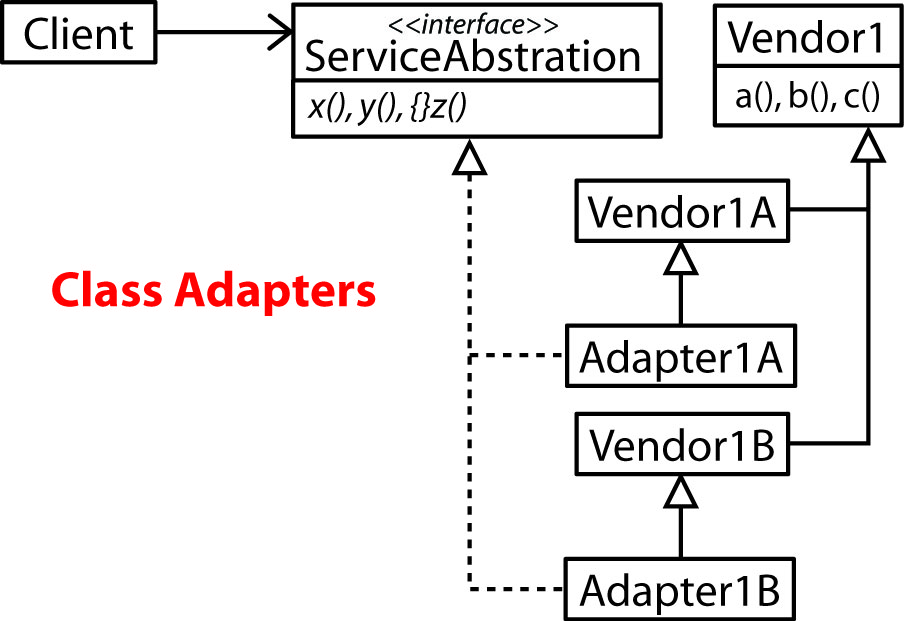 Client
<<interface>>
ServiceAbstration
x(), y(), {}z()
Vendor1
a(), b(), c()
Vendor1A
Class Adapters
Adapter1A
Vendor1B
Adapter1B